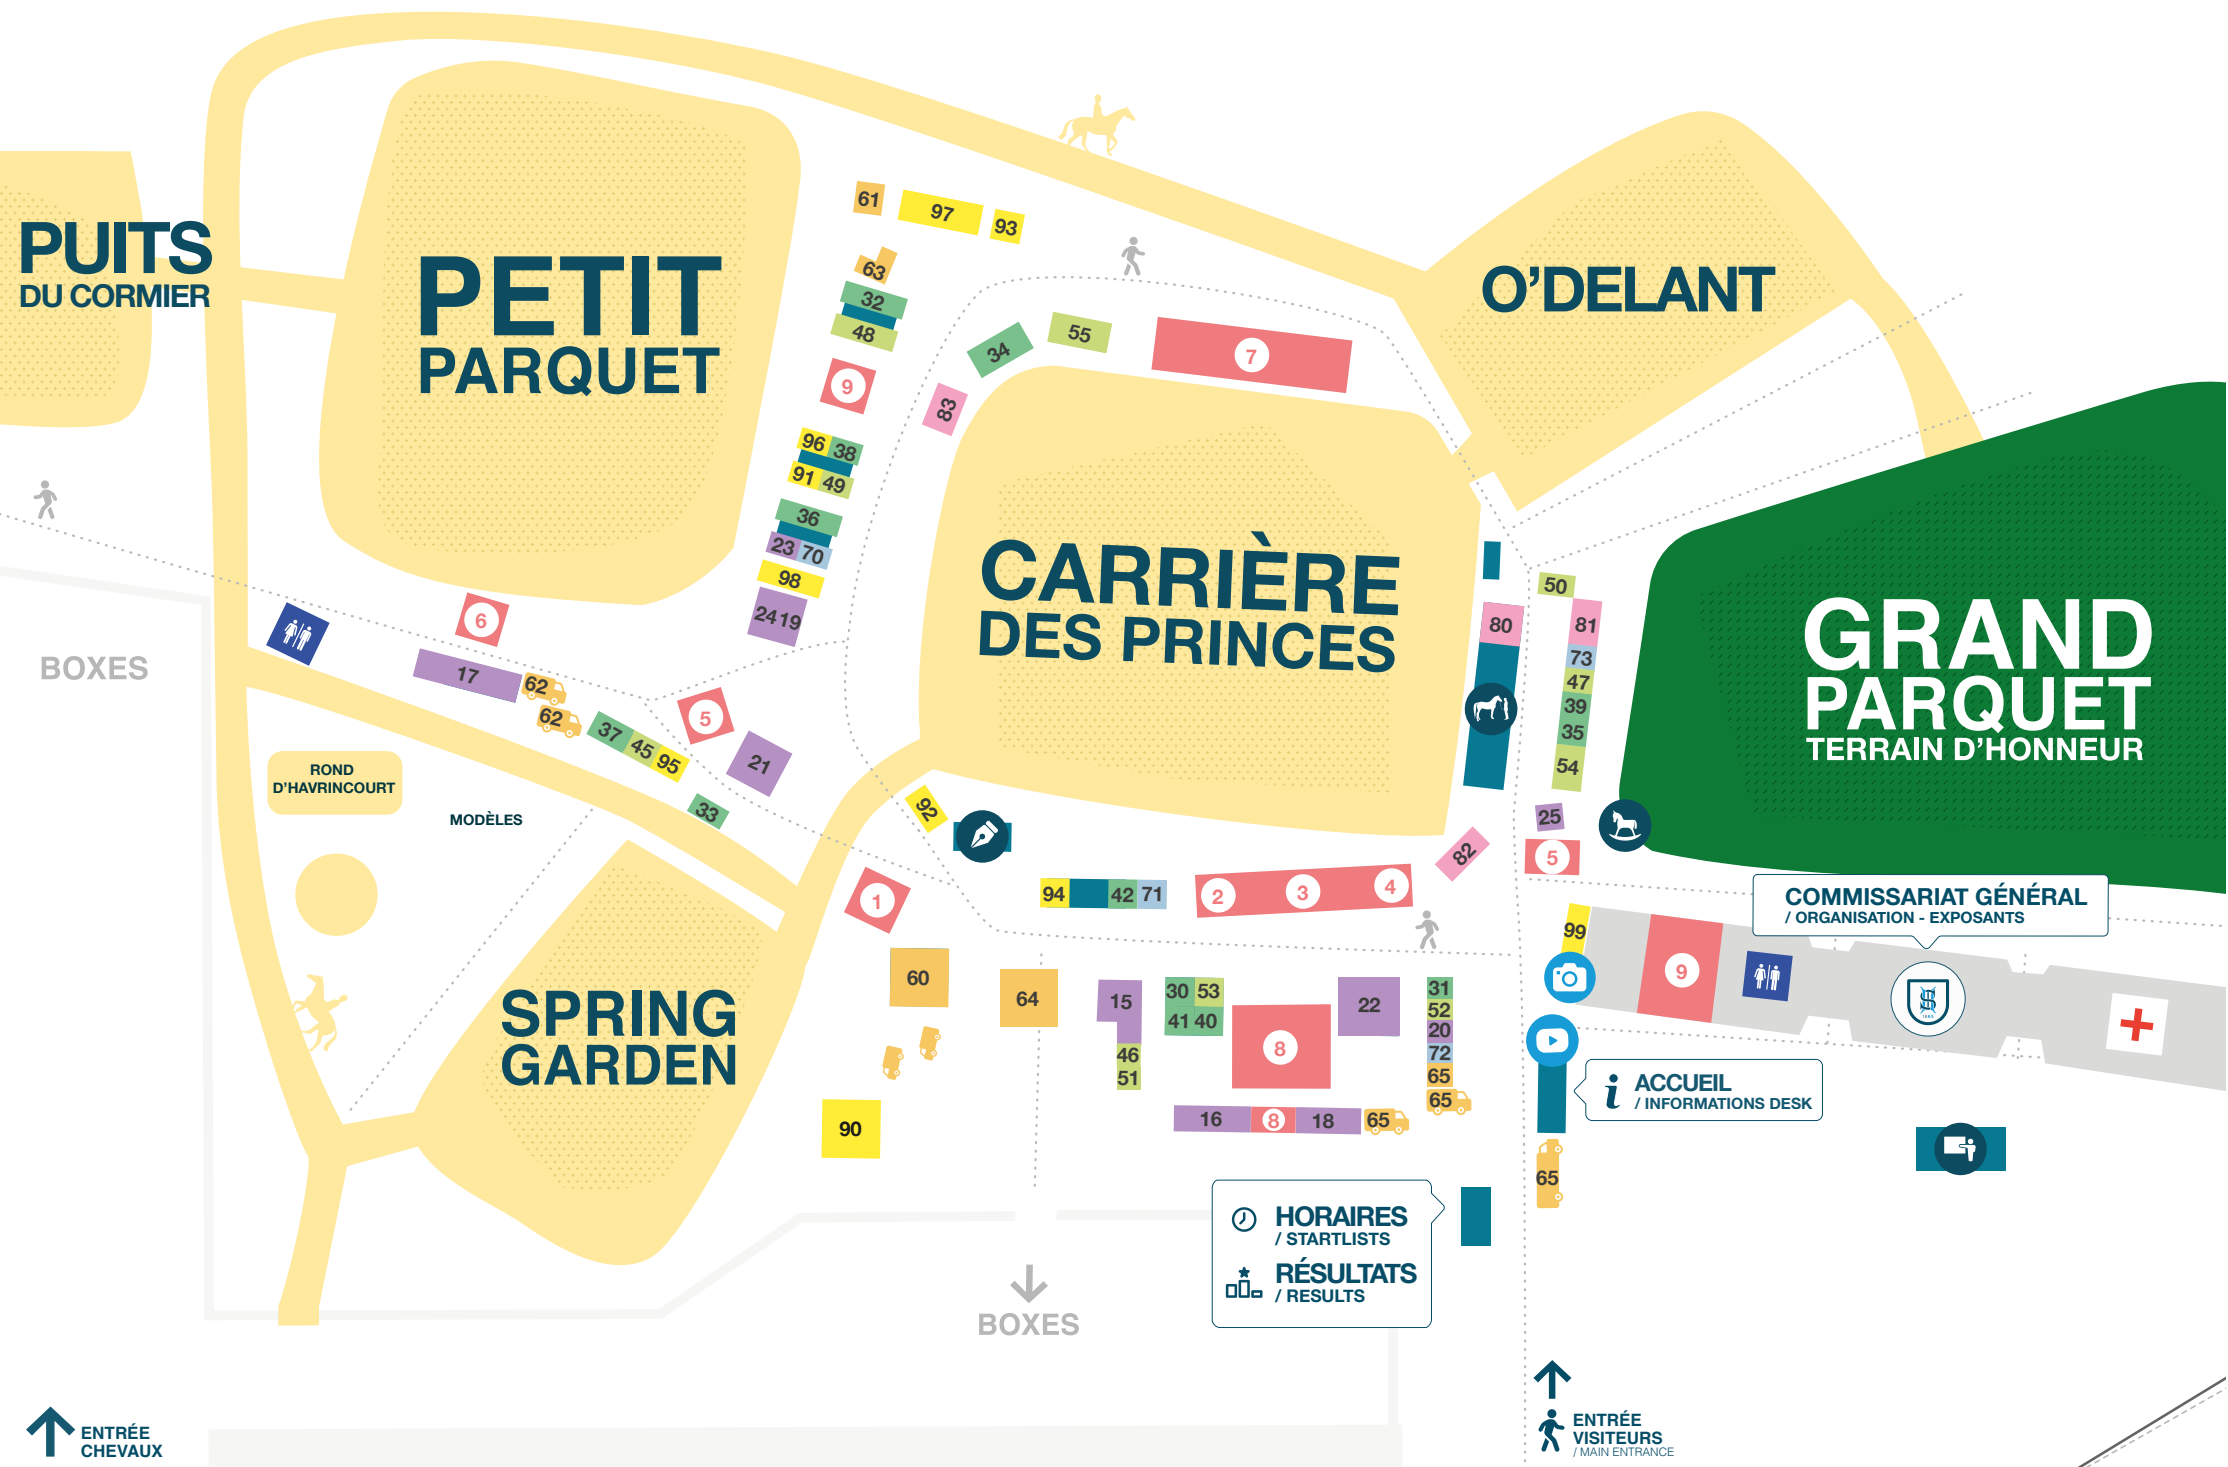 61
97
93
63
32
48
34
55
7
83
9
96 38
91 49
36
23 70
98
24 19
PUITS
DU CORMIER
PETIT
PARQUET
O'DELANT
CARRIÈRE
DES PRINCES
GRAND
PARQUET
TERRAIN D'HONNEUR
BOXES
6
17
62
62
37 45 95
33
5
21
92
ROND
D'HAVRINCOURT
MODÈLES
50
80
81
73
47
39
35
54
25
5
82
1
94
42 71
2 3 4
COMMISSARIAT GÉNÉRAL
/ ORGANISATION - EXPOSANTS
99
9
SPRING
GARDEN
60
64
15
46
51
30 53
41 40
8
22
31
52
20
72
65
65
16 8 18 65
90
i
ACCUEIL
/ INFORMATIONS DESK
65
HORAIRES
/ STARTLISTS
RÉSULTATS
/ RESULTS
BOXES
ENTRÉE
CHEVAUX
ENTRÉE
VISITEURS
/ MAIN ENTRANCE